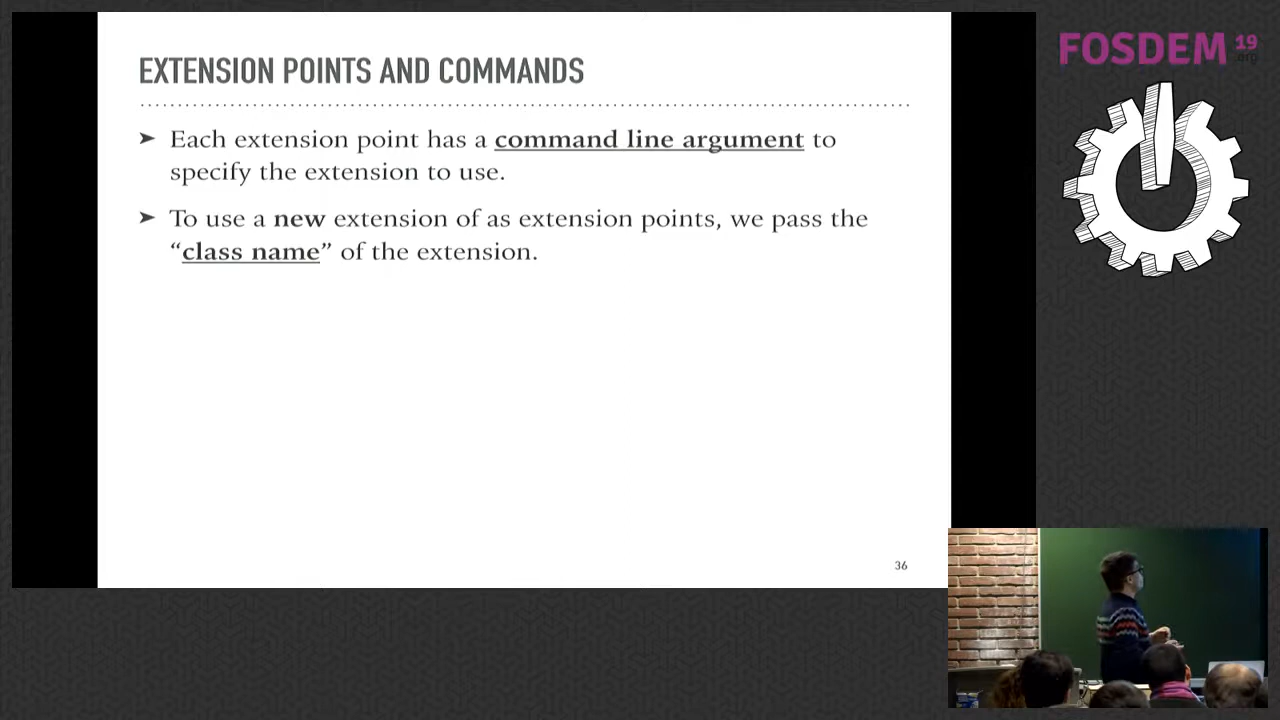 EXTENSION POINTS AND COMMANDS
➤ Each extension point has a command line argument to
specify the extension to use.
➤ To use a new extension of as extension points, we pass the
“class name” of the extension.
36
FOSDEM 19
.org